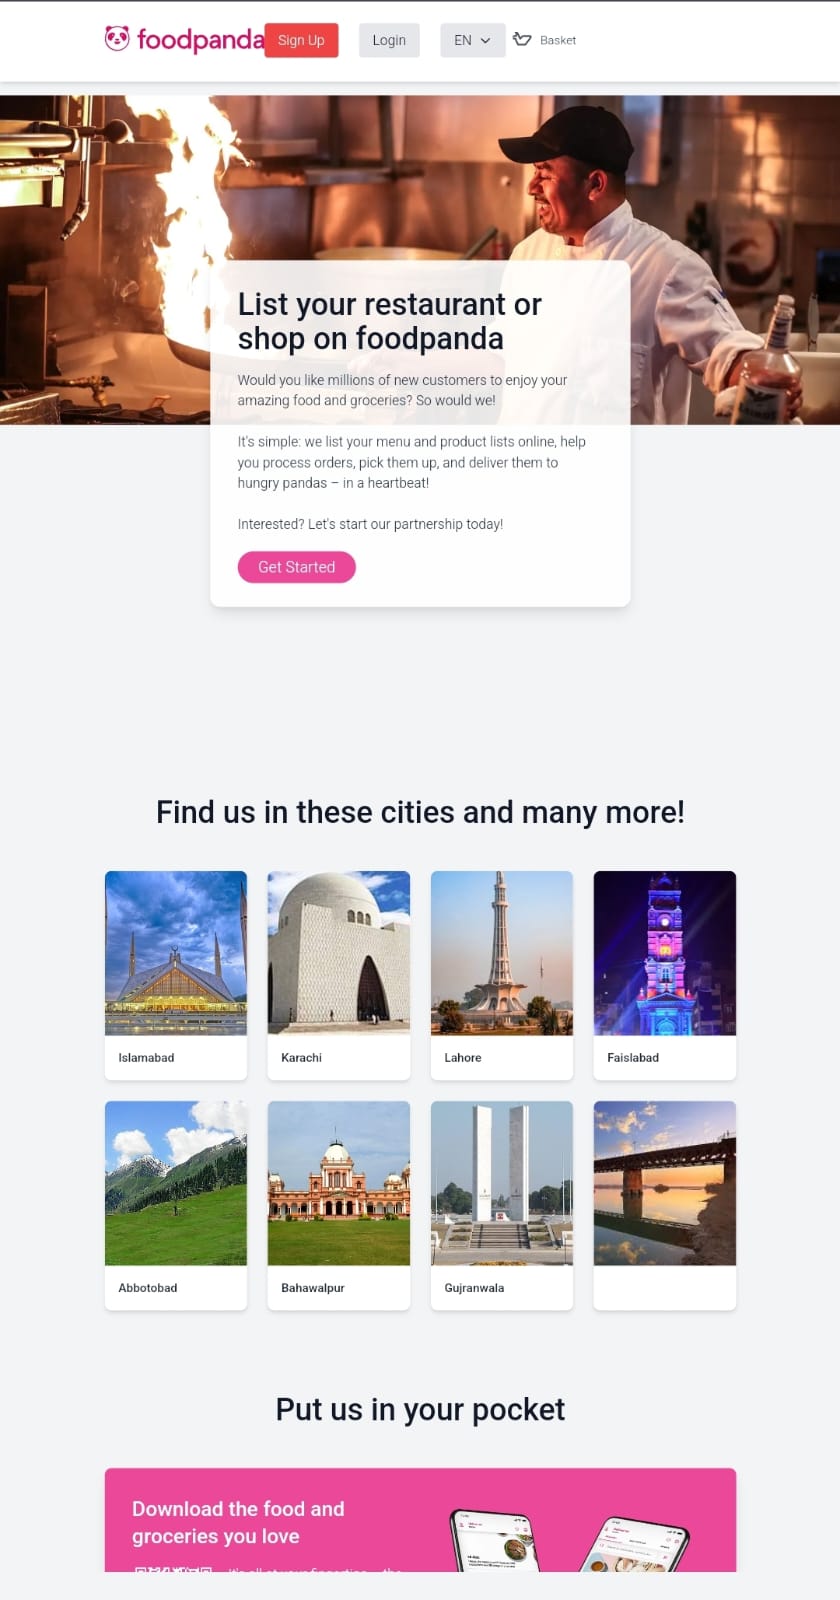 foodpanda Sign Up Login EN Basket
List your restaurant or
shop on foodpanda
Would you like millions of new customers to enjoy your
amazing food and groceries? So would we!
It's simple: we list your menu and product lists online, help
you process orders, pick them up, and deliver them to
hungry pandas – in a heartbeat!
Interested? Let's start our partnership today!
Get Started
Find us in these cities and many more!
Islamabad Karachi Lahore Faislabad
Abbotobad Bahawalpur Gujranwala
Put us in your pocket
Download the food and
groceries you love